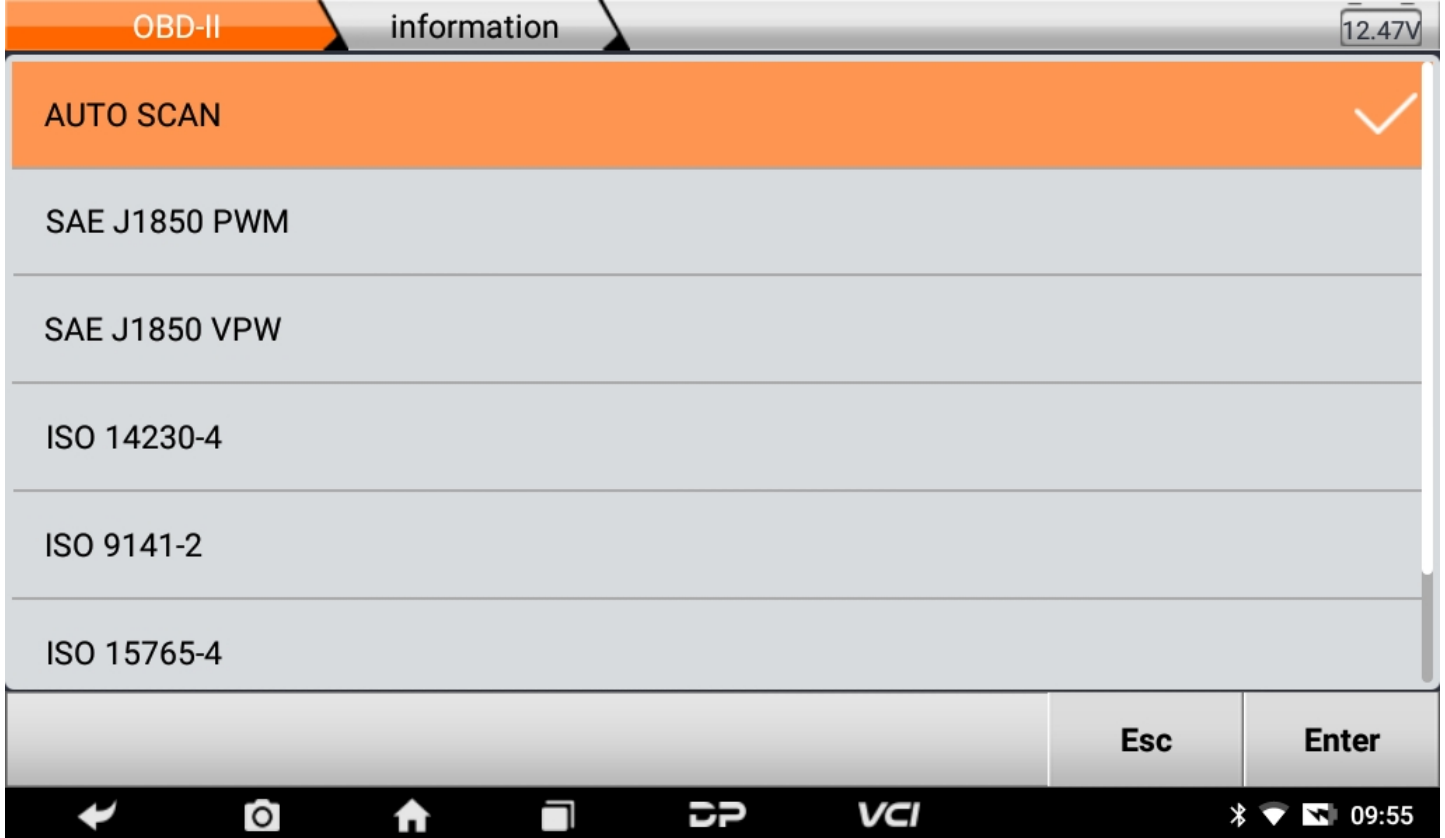 OBD-II information 12.47V
AUTO SCAN
SAE J1850 PWM
SAE J1850 VPW
ISO 14230-4
ISO 9141-2
ISO 15765-4
Esc Enter
DP VCI 09:55